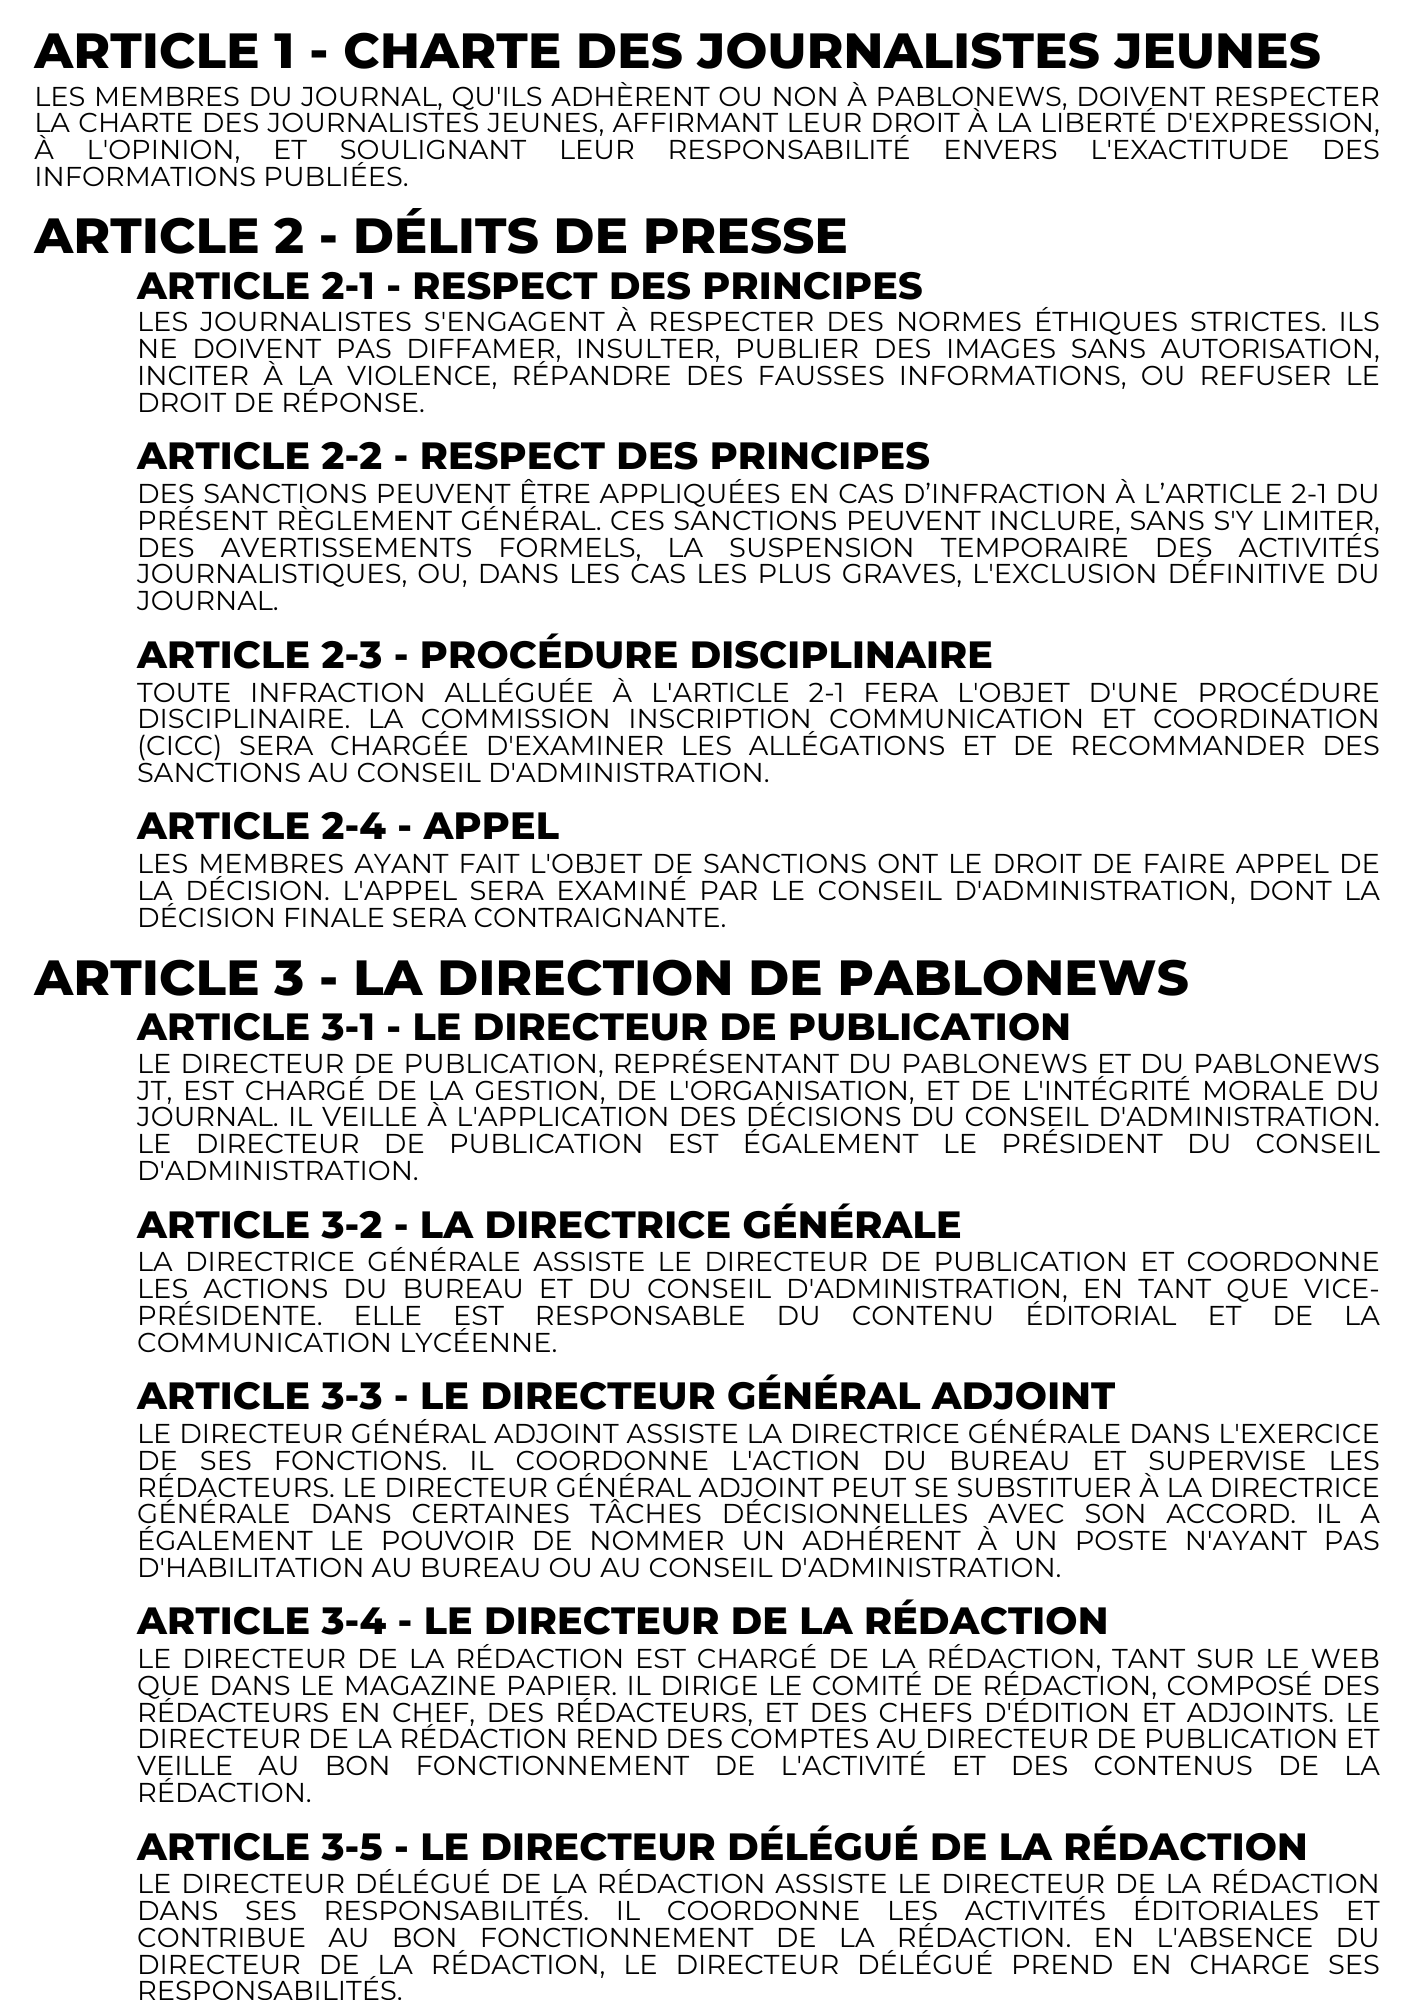 ARTICLE 1 - CHARTE DES JOURNALISTES JEUNES
LES MEMBRES DU JOURNAL, QU'ILS ADHÈRENT OU NON À PABLONEWS, DOIVENT RESPECTER
LA CHARTE DES JOURNALISTES JEUNES, AFFIRMANT LEUR DROIT À LA LIBERTÉ D'EXPRESSION,
À L'OPINION, ET SOULIGNANT LEUR RESPONSABILITÉ ENVERS L'EXACTITUDE DES
INFORMATIONS PUBLIÉES.
ARTICLE 2 - DÉLITS DE PRESSE
ARTICLE 2-1 - RESPECT DES PRINCIPES
LES JOURNALISTES S'ENGAGENT À RESPECTER DES NORMES ÉTHIQUES STRICTES. ILS
NE DOIVENT PAS DIFFAMER, INSULTER, PUBLIER DES IMAGES SANS AUTORISATION,
INCITER À LA VIOLENCE, RÉPANDRE DES FAUSSES INFORMATIONS, OU REFUSER LE
DROIT DE RÉPONSE.
ARTICLE 2-2 - RESPECT DES PRINCIPES
DES SANCTIONS PEUVENT ÊTRE APPLIQUÉES EN CAS D’INFRACTION À L’ARTICLE 2-1 DU
PRÉSENT RÈGLEMENT GÉNÉRAL. CES SANCTIONS PEUVENT INCLURE, SANS S'Y LIMITER,
DES AVERTISSEMENTS FORMELS, LA SUSPENSION TEMPORAIRE DES ACTIVITÉS
JOURNALISTIQUES, OU, DANS LES CAS LES PLUS GRAVES, L'EXCLUSION DÉFINITIVE DU
JOURNAL.
ARTICLE 2-3 - PROCÉDURE DISCIPLINAIRE
TOUTE INFRACTION ALLÉGUÉE À L'ARTICLE 2-1 FERA L'OBJET D'UNE PROCÉDURE
DISCIPLINAIRE. LA COMMISSION INSCRIPTION COMMUNICATION ET COORDINATION
(CICC) SERA CHARGÉE D'EXAMINER LES ALLÉGATIONS ET DE RECOMMANDER DES
SANCTIONS AU CONSEIL D'ADMINISTRATION.
ARTICLE 2-4 - APPEL
LES MEMBRES AYANT FAIT L'OBJET DE SANCTIONS ONT LE DROIT DE FAIRE APPEL DE
LA DÉCISION. L'APPEL SERA EXAMINÉ PAR LE CONSEIL D'ADMINISTRATION, DONT LA
DÉCISION FINALE SERA CONTRAIGNANTE.
ARTICLE 3 - LA DIRECTION DE PABLONEWS
ARTICLE 3-1 - LE DIRECTEUR DE PUBLICATION
LE DIRECTEUR DE PUBLICATION, REPRÉSENTANT DU PABLONEWS ET DU PABLONEWS
JT, EST CHARGÉ DE LA GESTION, DE L'ORGANISATION, ET DE L'INTÉGRITÉ MORALE DU
JOURNAL. IL VEILLE À L'APPLICATION DES DÉCISIONS DU CONSEIL D'ADMINISTRATION.
LE DIRECTEUR DE PUBLICATION EST ÉGALEMENT LE PRÉSIDENT DU CONSEIL
D'ADMINISTRATION.
ARTICLE 3-2 - LA DIRECTRICE GÉNÉRALE
LA DIRECTRICE GÉNÉRALE ASSISTE LE DIRECTEUR DE PUBLICATION ET COORDONNE
LES ACTIONS DU BUREAU ET DU CONSEIL D'ADMINISTRATION, EN TANT QUE VICE-
PRÉSIDENTE. ELLE EST RESPONSABLE DU CONTENU ÉDITORIAL ET DE LA
COMMUNICATION LYCÉENNE.
ARTICLE 3-3 - LE DIRECTEUR GÉNÉRAL ADJOINT
LE DIRECTEUR GÉNÉRAL ADJOINT ASSISTE LA DIRECTRICE GÉNÉRALE DANS L'EXERCICE
DE SES FONCTIONS. IL COORDONNE L'ACTION DU BUREAU ET SUPERVISE LES
RÉDACTEURS. LE DIRECTEUR GÉNÉRAL ADJOINT PEUT SE SUBSTITUER À LA DIRECTRICE
GÉNÉRALE DANS CERTAINES TÂCHES DÉCISIONNELLES AVEC SON ACCORD. IL A
ÉGALEMENT LE POUVOIR DE NOMMER UN ADHÉRENT À UN POSTE N'AYANT PAS
D'HABILITATION AU BUREAU OU AU CONSEIL D'ADMINISTRATION.
ARTICLE 3-4 - LE DIRECTEUR DE LA RÉDACTION
LE DIRECTEUR DE LA RÉDACTION EST CHARGÉ DE LA RÉDACTION, TANT SUR LE WEB
QUE DANS LE MAGAZINE PAPIER. IL DIRIGE LE COMITÉ DE RÉDACTION, COMPOSÉ DES
RÉDACTEURS EN CHEF, DES RÉDACTEURS, ET DES CHEFS D'ÉDITION ET ADJOINTS. LE
DIRECTEUR DE LA RÉDACTION REND DES COMPTES AU DIRECTEUR DE PUBLICATION ET
VEILLE AU BON FONCTIONNEMENT DE L'ACTIVITÉ ET DES CONTENUS DE LA
RÉDACTION.
ARTICLE 3-5 - LE DIRECTEUR DÉLÉGUÉ DE LA RÉDACTION
LE DIRECTEUR DÉLÉGUÉ DE LA RÉDACTION ASSISTE LE DIRECTEUR DE LA RÉDACTION
DANS SES RESPONSABILITÉS. IL COORDONNE LES ACTIVITÉS ÉDITORIALES ET
CONTRIBUE AU BON FONCTIONNEMENT DE LA RÉDACTION. EN L'ABSENCE DU
DIRECTEUR DE LA RÉDACTION, LE DIRECTEUR DÉLÉGUÉ PREND EN CHARGE SES
RESPONSABILITÉS.